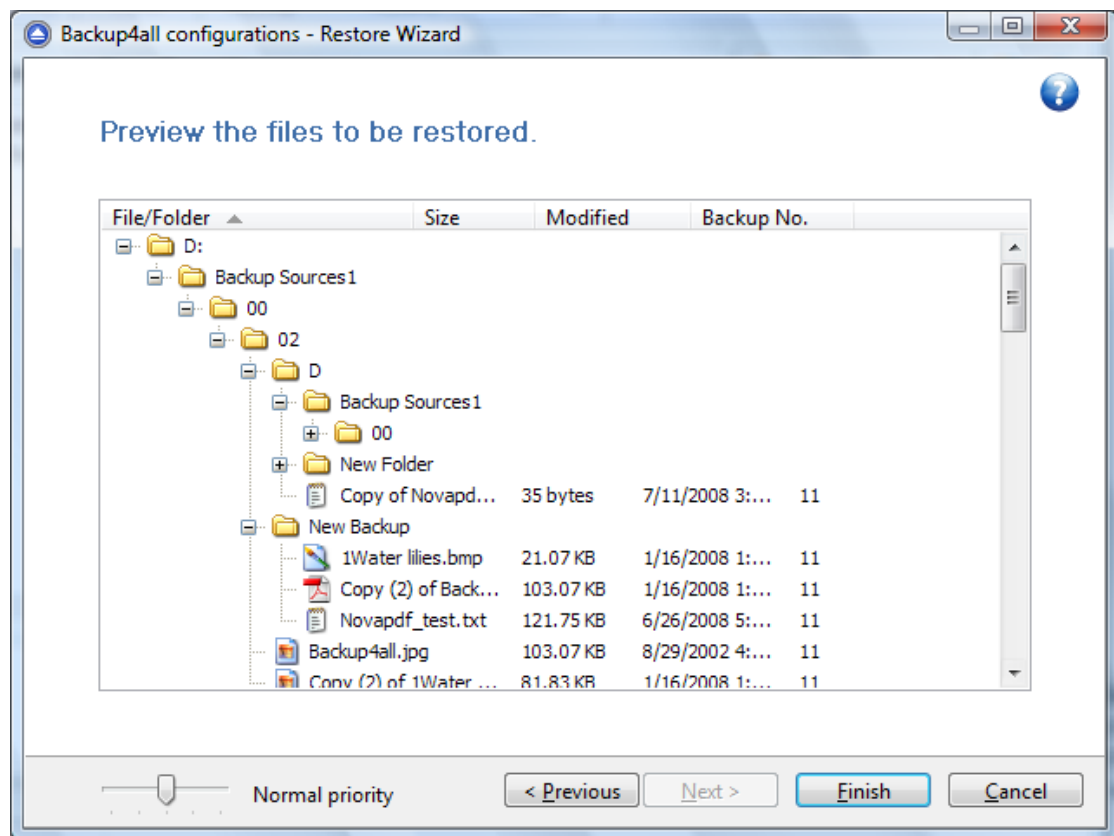 Backup4all configurations - Restore Wizard
Preview the files to be restored.
File/Folder Size Modified Backup No.
D:
Backup Sources1
00
02
D
Backup Sources1
00
New Folder
Copy of Novapd... 35 bytes 7/11/2008 3:... 11
New Backup
1Water lilies.bmp 21.07 KB 1/16/2008 1:... 11
Copy (2) of Back... 103.07 KB 1/16/2008 1:... 11
Novapdf_test.txt 121.75 KB 6/26/2008 5:... 11
Backup4all.jpg 103.07 KB 8/29/2002 4:... 11
Copy (2) of 1Water ... 81.83 KB 1/16/2008 1:... 11
Normal priority < Previous Next > Finish Cancel